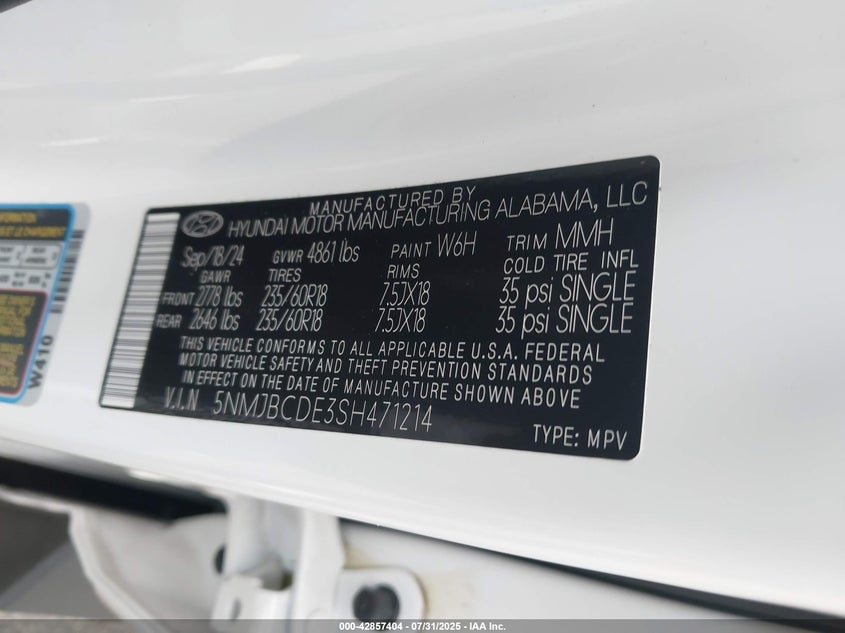 MANUFACTURED BY
HYUNDAI MOTOR MANUFACTURING ALABAMA, LLC
Sep/18/24 GVWR 4861 lbs PAINT W6H TRIM MMH
GAWR TIRES RIMS COLD TIRE INFL
FRONT 2778 lbs 235/60R18 7.5JX18 35 psi SINGLE
REAR 2646 lbs 235/60R18 7.5JX18 35 psi SINGLE
THIS VEHICLE CONFORMS TO ALL APPLICABLE U.S.A. FEDERAL
MOTOR VEHICLE SAFETY AND THEFT PREVENTION STANDARDS
IN EFFECT ON THE DATE OF MANUFACTURE SHOWN ABOVE
V.I.N 5NMJBCDE3SH471214
TYPE: MPV
W410
000-42857404 - 07/31/2025 - IAA Inc.